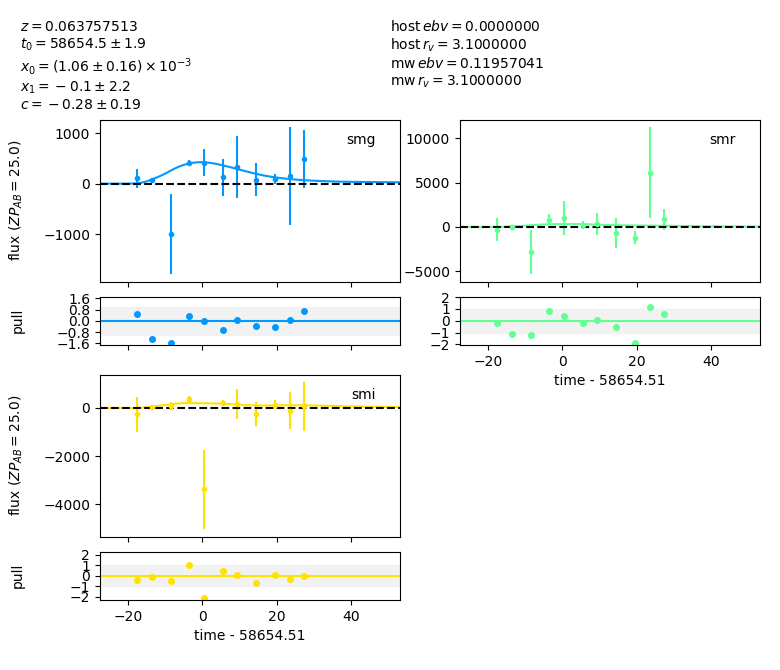 z = 0.063757513
t₀ = 58654.5 ± 1.9
x₀ = (1.06 ± 0.16) × 10⁻³
x₁ = −0.1 ± 2.2
c = −0.28 ± 0.19
host ebv = 0.0000000
host r_v = 3.1000000
mw ebv = 0.11957041
mw r_v = 3.1000000
smg
1000
0
−1000
flux (ZP_AB = 25.0)
smr
10000
5000
0
−5000
1.6
0.8
0.0
−0.8
−1.6
pull
2
1
0
−1
−2
−20 0 20 40
time - 58654.51
smi
0
−2000
−4000
flux (ZP_AB = 25.0)
2
1
0
−1
−2
pull
−20 0 20 40
time - 58654.51